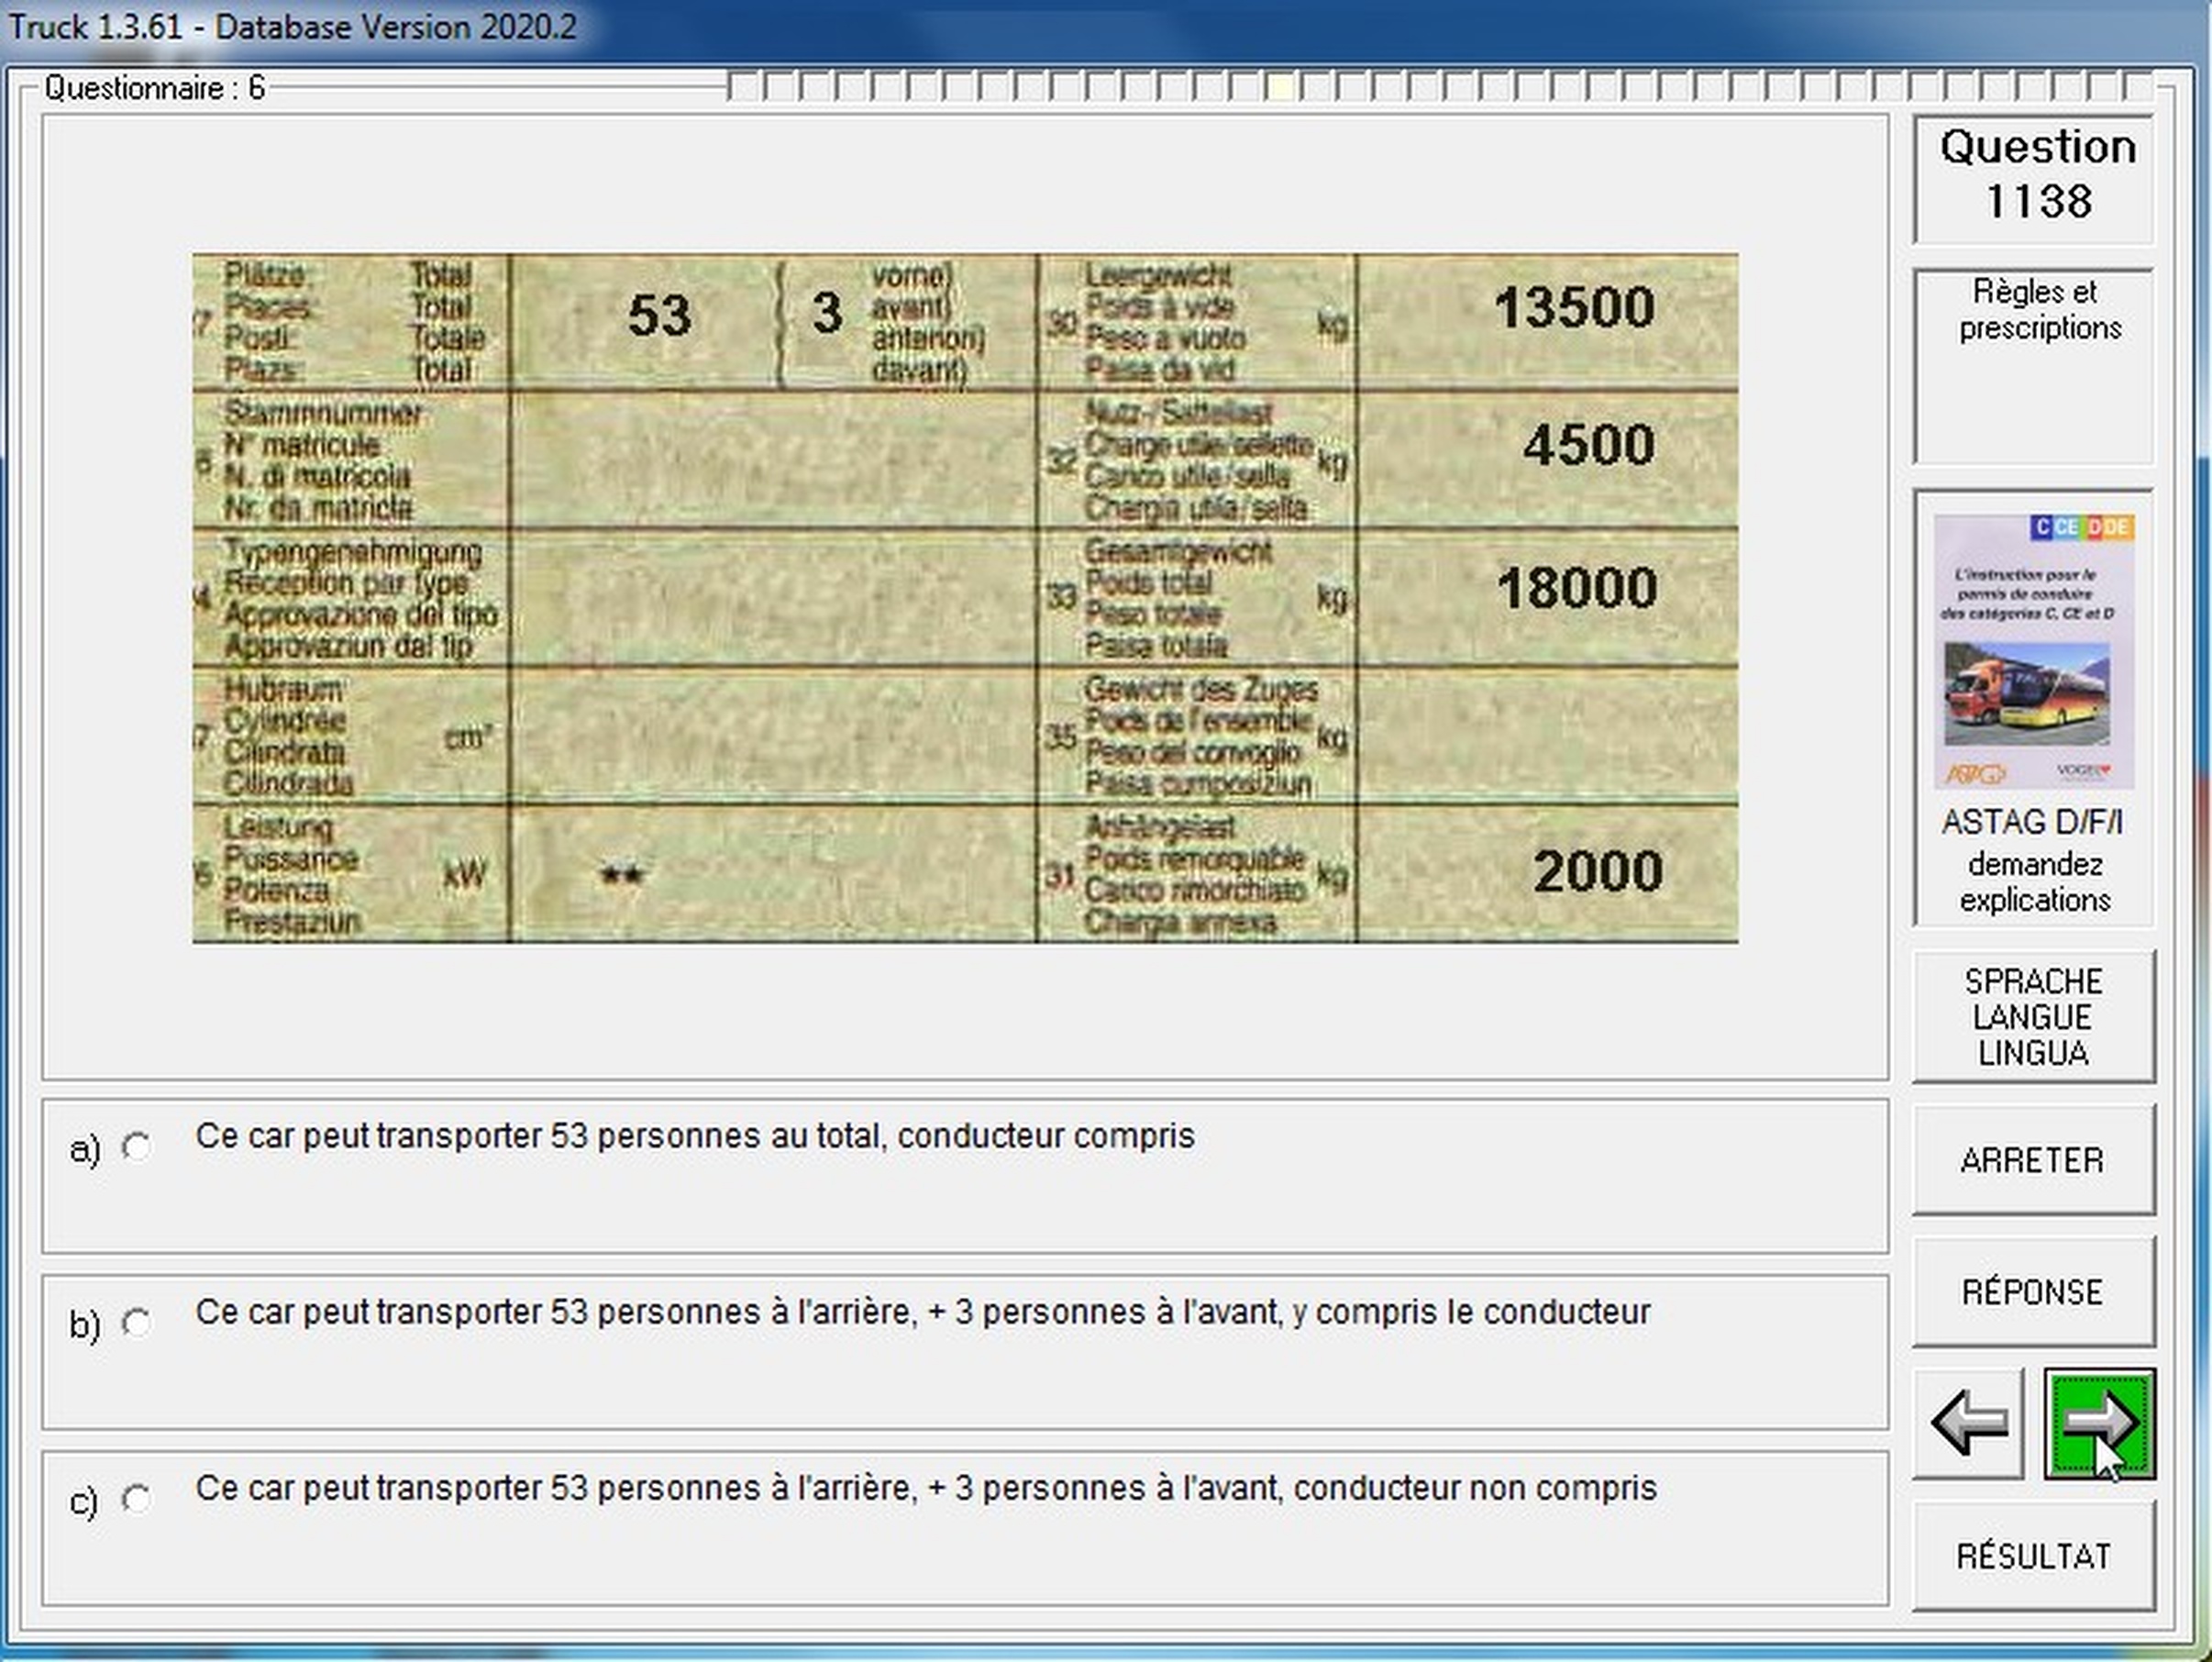 Truck 1.3.61 - Database Version 2020.2
Questionnaire : 6
Question
1138
Règles et
prescriptions
Plätze: Total
7 Places: Total 53 ( 3 vorne)
Posti: Totale avant)
Plazs: Total anteriori)
davant)
30 Leergewicht
Poids à vide kg 13500
Peso a vuoto
Paisa da vid
Stammnummer
N° matricule
N. di matricola
Nr. da matricla
32 Nutz-/Sattellast
Charge utile/sellette kg 4500
Carico utile/sella
Chargia utila/sella
Typengenehmigung
Réception par type
Approvazione del tipo
Approvaziun dal tip
33 Gesamtgewicht
Poids total kg 18000
Peso totale
Paisa totala
Hubraum
7 Cylindrée cm³
Cilindrata
Cilindrada
35 Gewicht des Zuges
Poids de l'ensemble kg
Peso del convoglio
Paisa cumposiziun
Leistung
6 Puissance kW **
Potenza
Prestaziun
31 Anhängelast
Poids remorquable kg 2000
Carico rimorchiato
Chargia annexa
C CE D DE
L'instruction pour le
permis de conduire
des catégories C, CE et D
ASTAG VOGEL
ASTAG D/F/I
demandez
explications
SPRACHE
LANGUE
LINGUA
a) Ce car peut transporter 53 personnes au total, conducteur compris
ARRETER
b) Ce car peut transporter 53 personnes à l'arrière, + 3 personnes à l'avant, y compris le conducteur
RÉPONSE
c) Ce car peut transporter 53 personnes à l'arrière, + 3 personnes à l'avant, conducteur non compris
RÉSULTAT